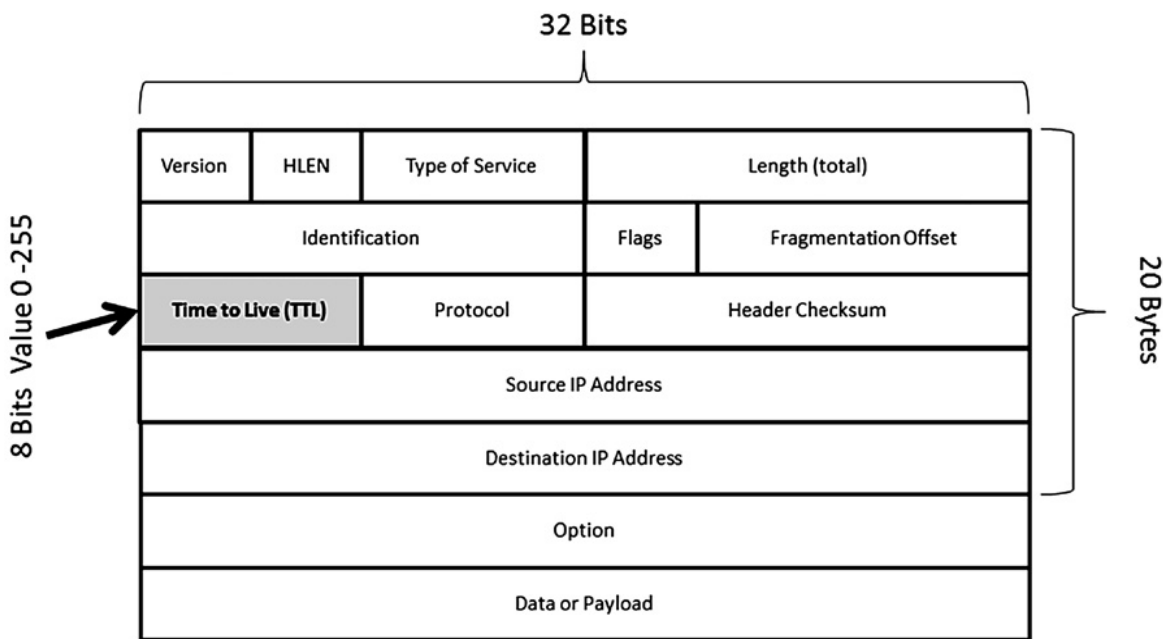 32 Bits
Version HLEN Type of Service Length (total)
Identification Flags Fragmentation Offset
8 Bits Value 0 -255
Time to Live (TTL) Protocol Header Checksum
20 Bytes
Source IP Address
Destination IP Address
Option
Data or Payload